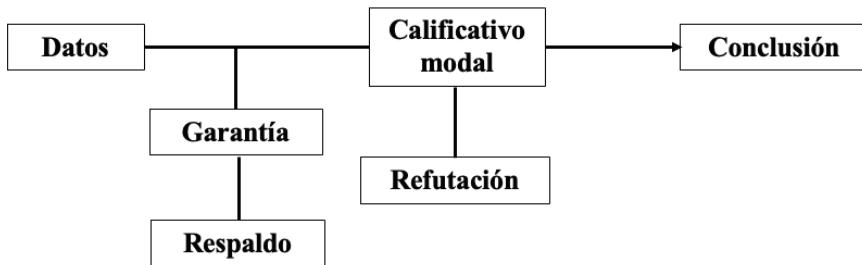 Datos
Calificativo
modal
Conclusión
Garantía
Refutación
Respaldo